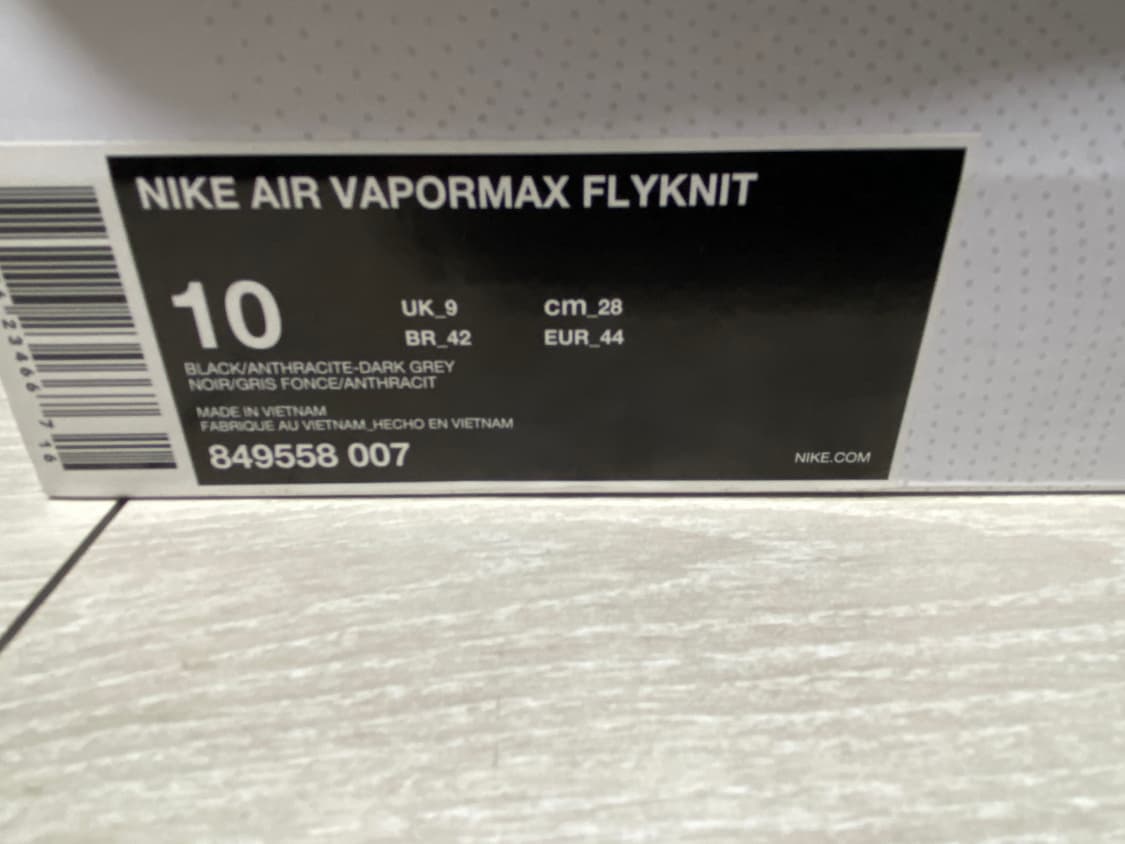 NIKE AIR VAPORMAX FLYKNIT
10
UK_9 cm_28
BR_42 EUR_44
BLACK/ANTHRACITE-DARK GREY
NOIR/GRIS FONCE/ANTHRACIT
MADE IN VIETNAM
FABRIQUE AU VIETNAM_HECHO EN VIETNAM
849558 007
NIKE.COM